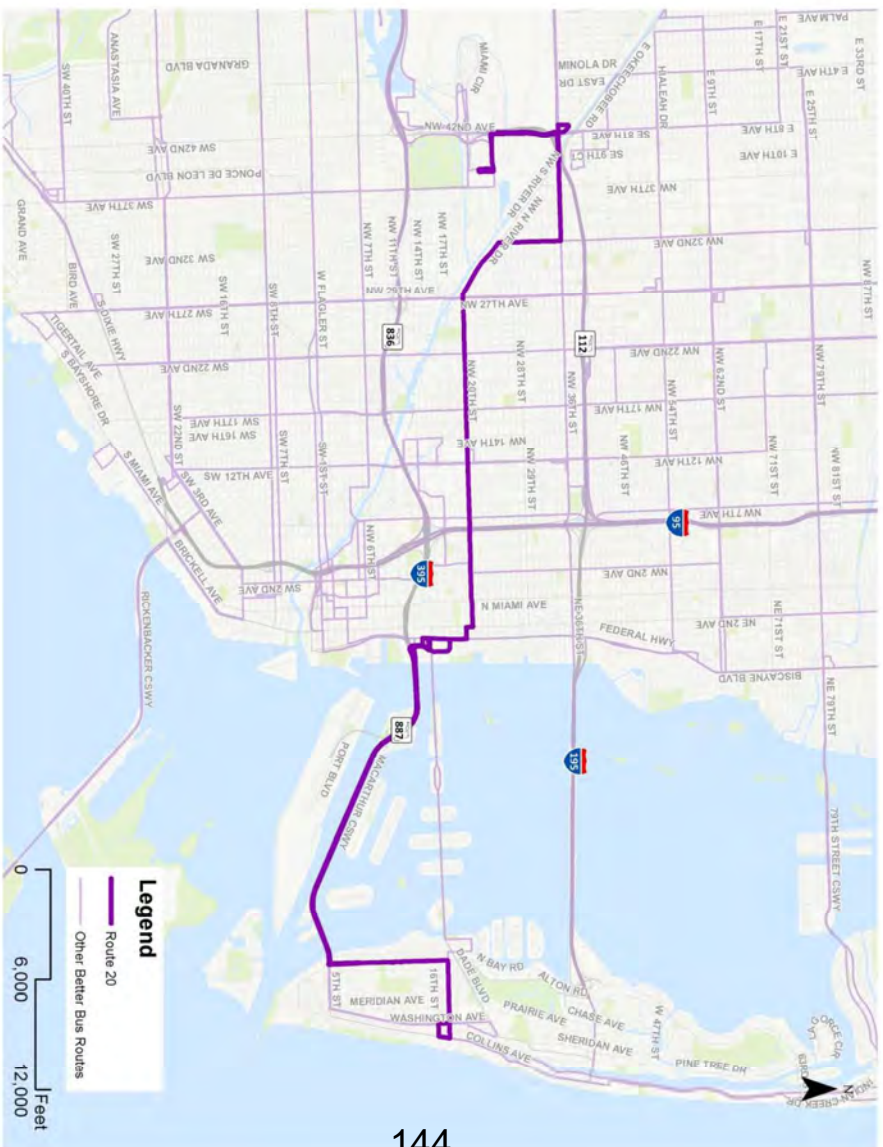 PALM AVE
E 33RD ST
E 21ST ST
E 17TH ST
E 4TH AVE
E 25TH ST
E 8TH AVE
E 10TH AVE
E 9TH ST
HIALEAH DR
E OKEECHOBEE RD
MINOLA DR
EAST DR
SE 8TH AVE
SE 9TH CT
MIAMI CIR
GRANADA BLVD
ANASTASIA AVE
SW 40TH ST
NW 42ND AVE
SW 42ND AVE
PONCE DE LEON BLVD
NW S RIVER DR
NW N RIVER DR
NW 37TH AVE
SW 37TH AVE
GRAND AVE
NW 32ND AVE
SW 32ND AVE
NW 87TH ST
NW 17TH ST
NW 14TH ST
NW 11TH ST
NW 7TH ST
W FLAGLER ST
SW 8TH ST
SW 16TH ST
SW 27TH ST
BIRD AVE
S DIXIE HWY
NW 27TH AVE
SW 27TH AVE
TIGERTAIL AVE
S BAYSHORE DR
836
112
NW 22ND AVE
SW 22ND AVE
NW 79TH ST
NW 62ND ST
NW 54TH ST
NW 36TH ST
NW 28TH ST
NW 20TH ST
NW 17TH AVE
SW 17TH AVE
SW 16TH AVE
SW 22ND ST
SW 7TH ST
SW 1ST ST
NW 14TH AVE
NW 12TH AVE
SW 12TH AVE
NW 81ST ST
NW 71ST ST
NW 46TH ST
NW 29TH ST
SW 3RD AVE
S MIAMI AVE
BRICKELL AVE
NW 7TH AVE
95
NW 6TH ST
395
NW 2ND AVE
SW 2ND AVE
N MIAMI AVE
NE 2ND AVE
NE 71ST ST
NE 36TH ST
FEDERAL HWY
BISCAYNE BLVD
NE 79TH ST
RICKENBACKER CSWY
887
195
PORT BLVD
MACARTHUR CSWY
79TH STREET CSWY
N BAY RD
DADE BLVD
ALTON RD
5TH ST
16TH ST
MERIDIAN AVE
WASHINGTON AVE
PRAIRIE AVE
CHASE AVE
SHERIDAN AVE
W 47TH ST
COLLINS AVE
PINE TREE DR
63RD
INDIAN CREEK DR
N
Legend
Route 20
Other Better Bus Routes
0 6,000 12,000
Feet
144